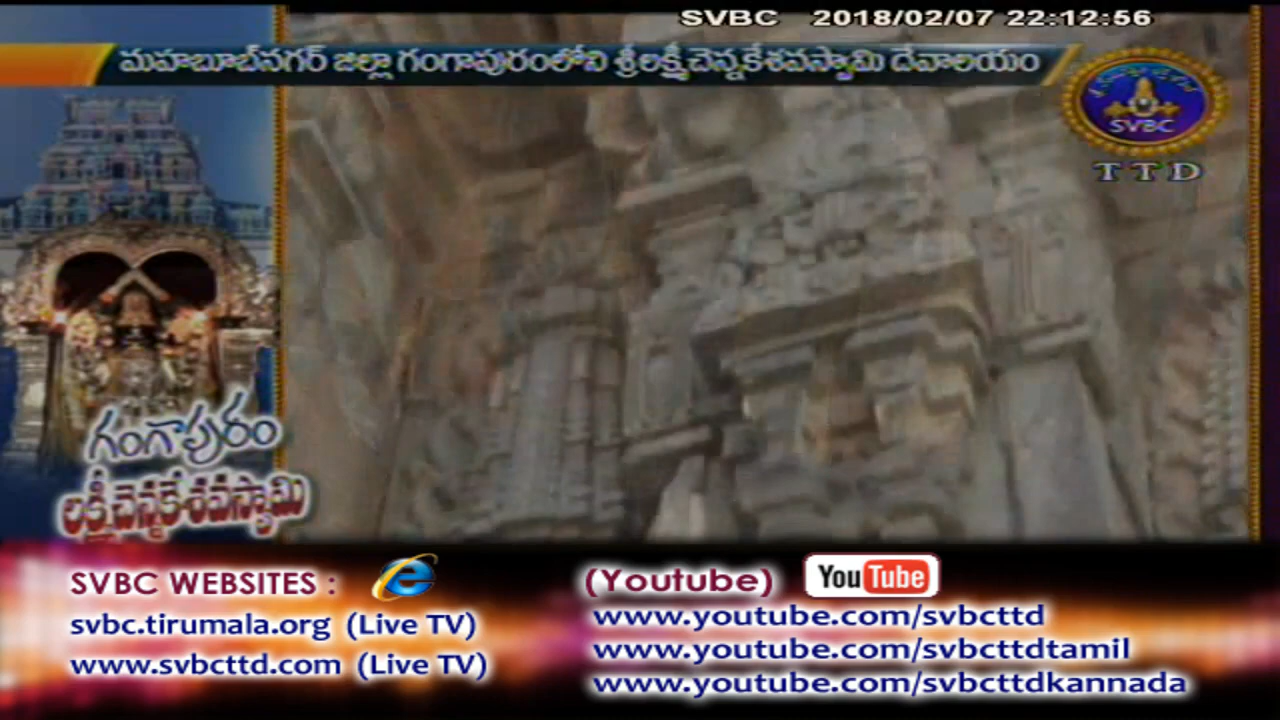 SVBC 2018/02/07 22:12:56
మహబూబ్‌నగర్ జిల్లా గంగాపురంలోని శ్రీలక్ష్మీచెన్నకేశవస్వామి దేవాలయం
SVBC
TTD
గంగాపురం
లక్ష్మీచెన్నకేశవస్వామి
SVBC WEBSITES :
svbc.tirumala.org (Live TV)
www.svbcttd.com (Live TV)
(Youtube) YouTube
www.youtube.com/svbcttd
www.youtube.com/svbcttdtamil
www.youtube.com/svbcttdkannada